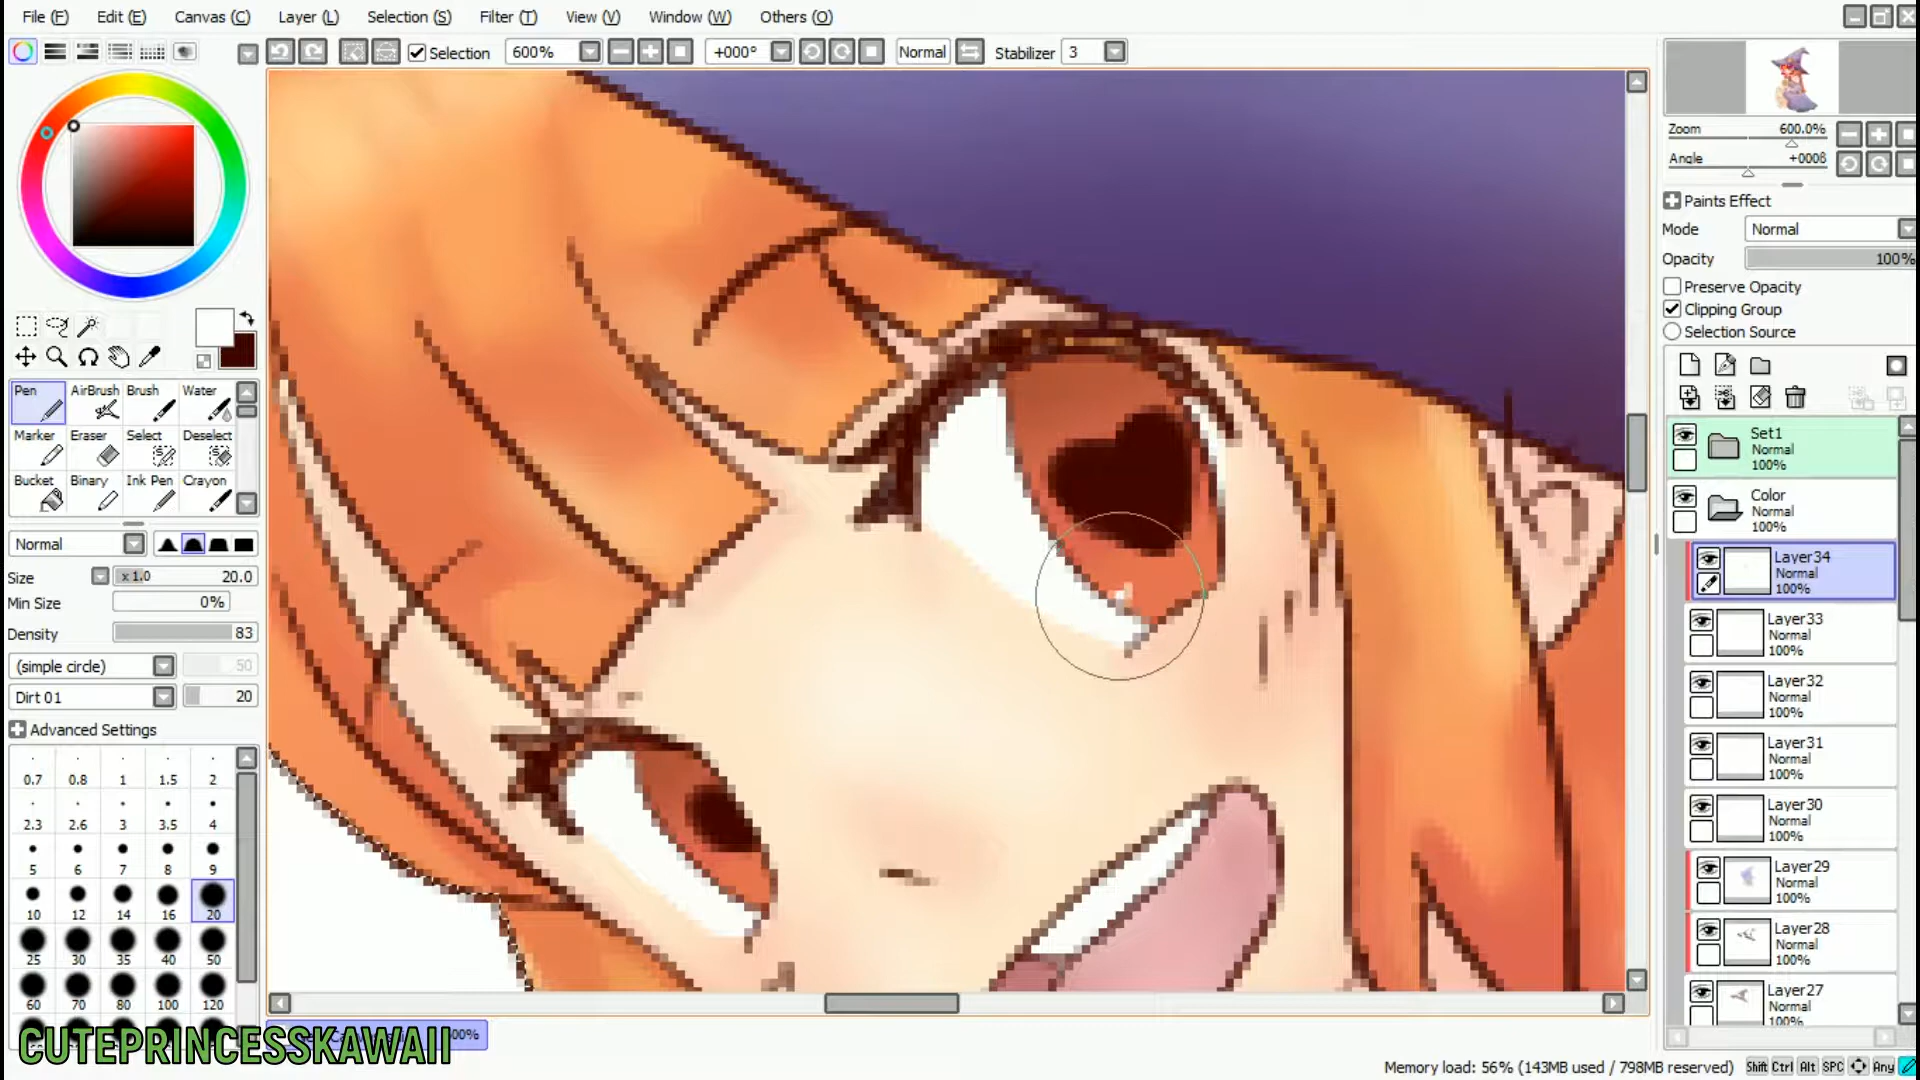 File (F) Edit (E) Canvas (C) Layer (L) Selection (S) Filter (T) View (V) Window (W) Others (O)
Selection 600% +000° Normal Stabilizer 3
Zoom 600.0%
Angle
Paints Effect
Mode Normal
Opacity 100%
Preserve Opacity
Clipping Group
Selection Source
Pen AirBrush Brush Water
Marker Eraser Select Deselect
Bucket Binary Ink Pen Crayon
Normal
Size x 1.0 20.0
Min Size 0%
Density 83
(simple circle) 50
Dirt 01 20
Advanced Settings
0.7 0.8 1 1.5 2
2.3 2.6 3 3.5 4
5 6 7 8 9
10 12 14 16 20
25 30 35 40 50
60 70 80 100 120
Set1
Normal
100%
Color
Normal
100%
Layer34
Normal
100%
Layer33
Normal
100%
Layer32
Normal
100%
Layer31
Normal
100%
Layer30
Normal
100%
Layer29
Normal
100%
Layer28
Normal
100%
Layer27
Normal
100%
CUTEPRINCESSKAWAII
Memory load: 56% (143MB used / 798MB reserved) Shift Ctrl Alt SPC Any